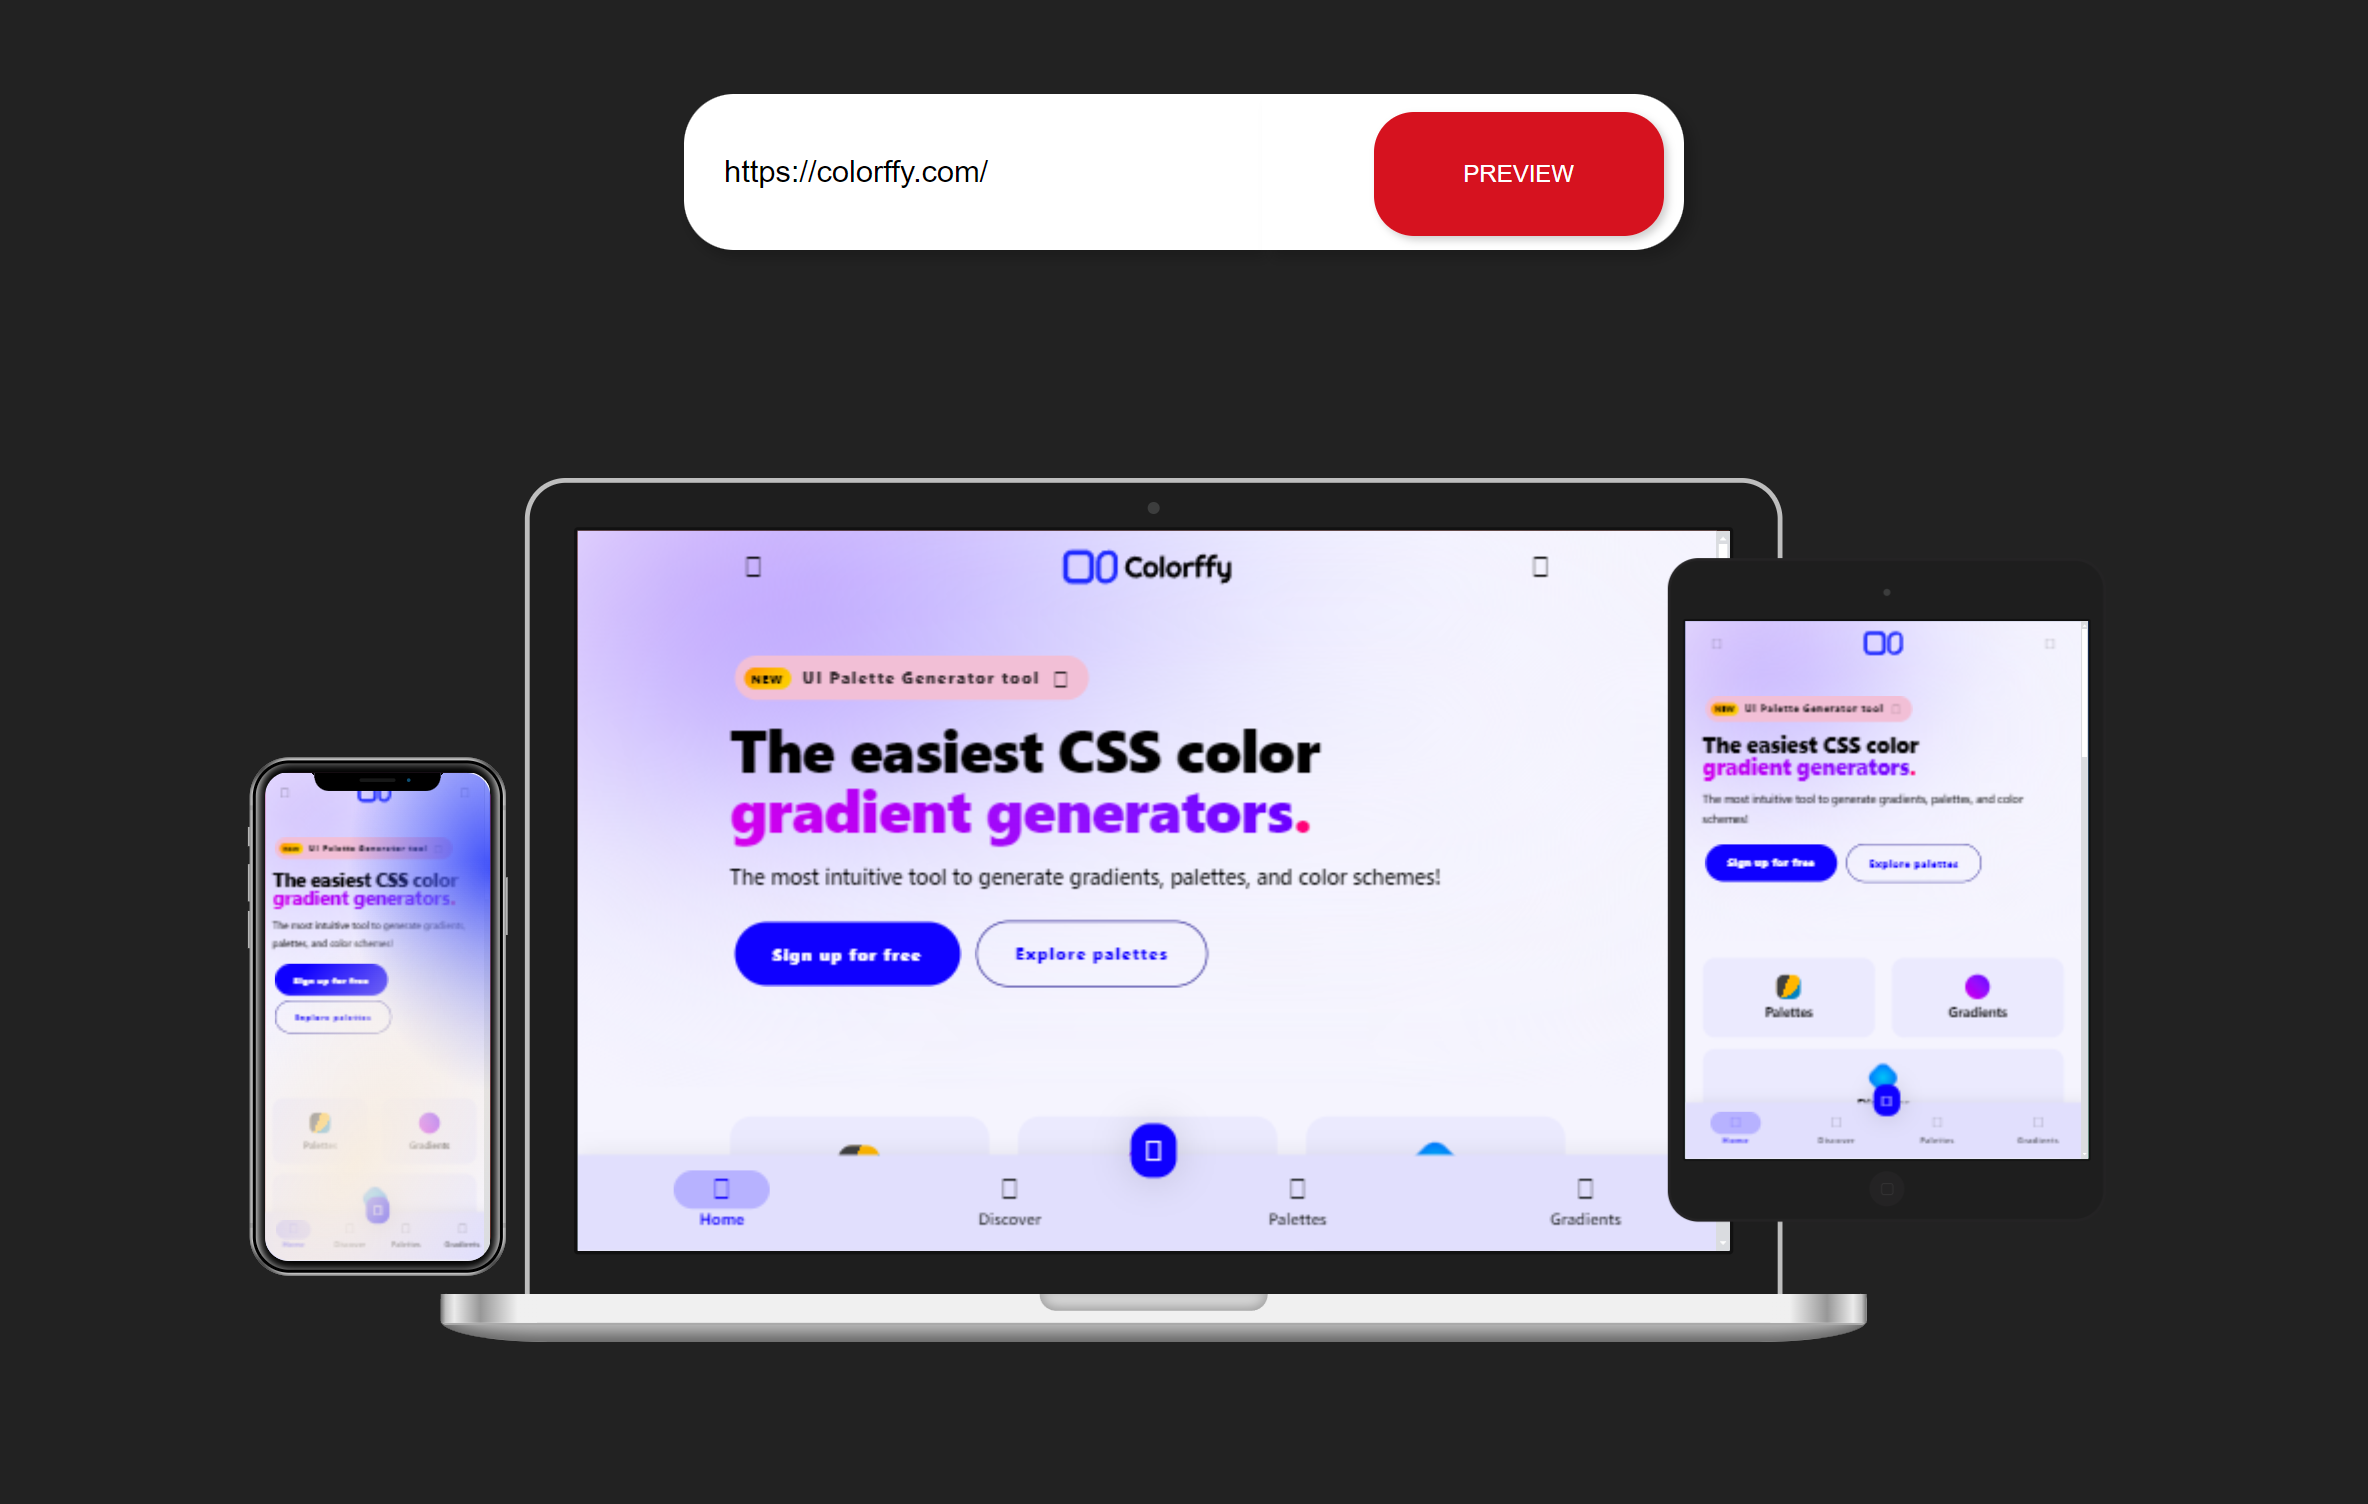 https://colorffy.com/
PREVIEW
Colorffy
NEW UI Palette Generator tool
The easiest CSS color
gradient generators.
The most intuitive tool to generate gradients, palettes, and color schemes!
Sign up for free
Explore palettes
Home
Discover
Palettes
Gradients
NEW UI Palette Generator tool
The easiest CSS color
gradient generators.
The most intuitive tool to generate gradients, palettes, and color
schemes!
Sign up for free
Explore palettes
Palettes
Gradients
Home
Discover
Palettes
Gradients
NEW UI Palette Generator tool
The easiest CSS color
gradient generators.
The most intuitive tool to generate gradients,
palettes, and color schemes!
Sign up for free
Explore palettes
Palettes
Gradients
Home
Discover
Palettes
Gradients